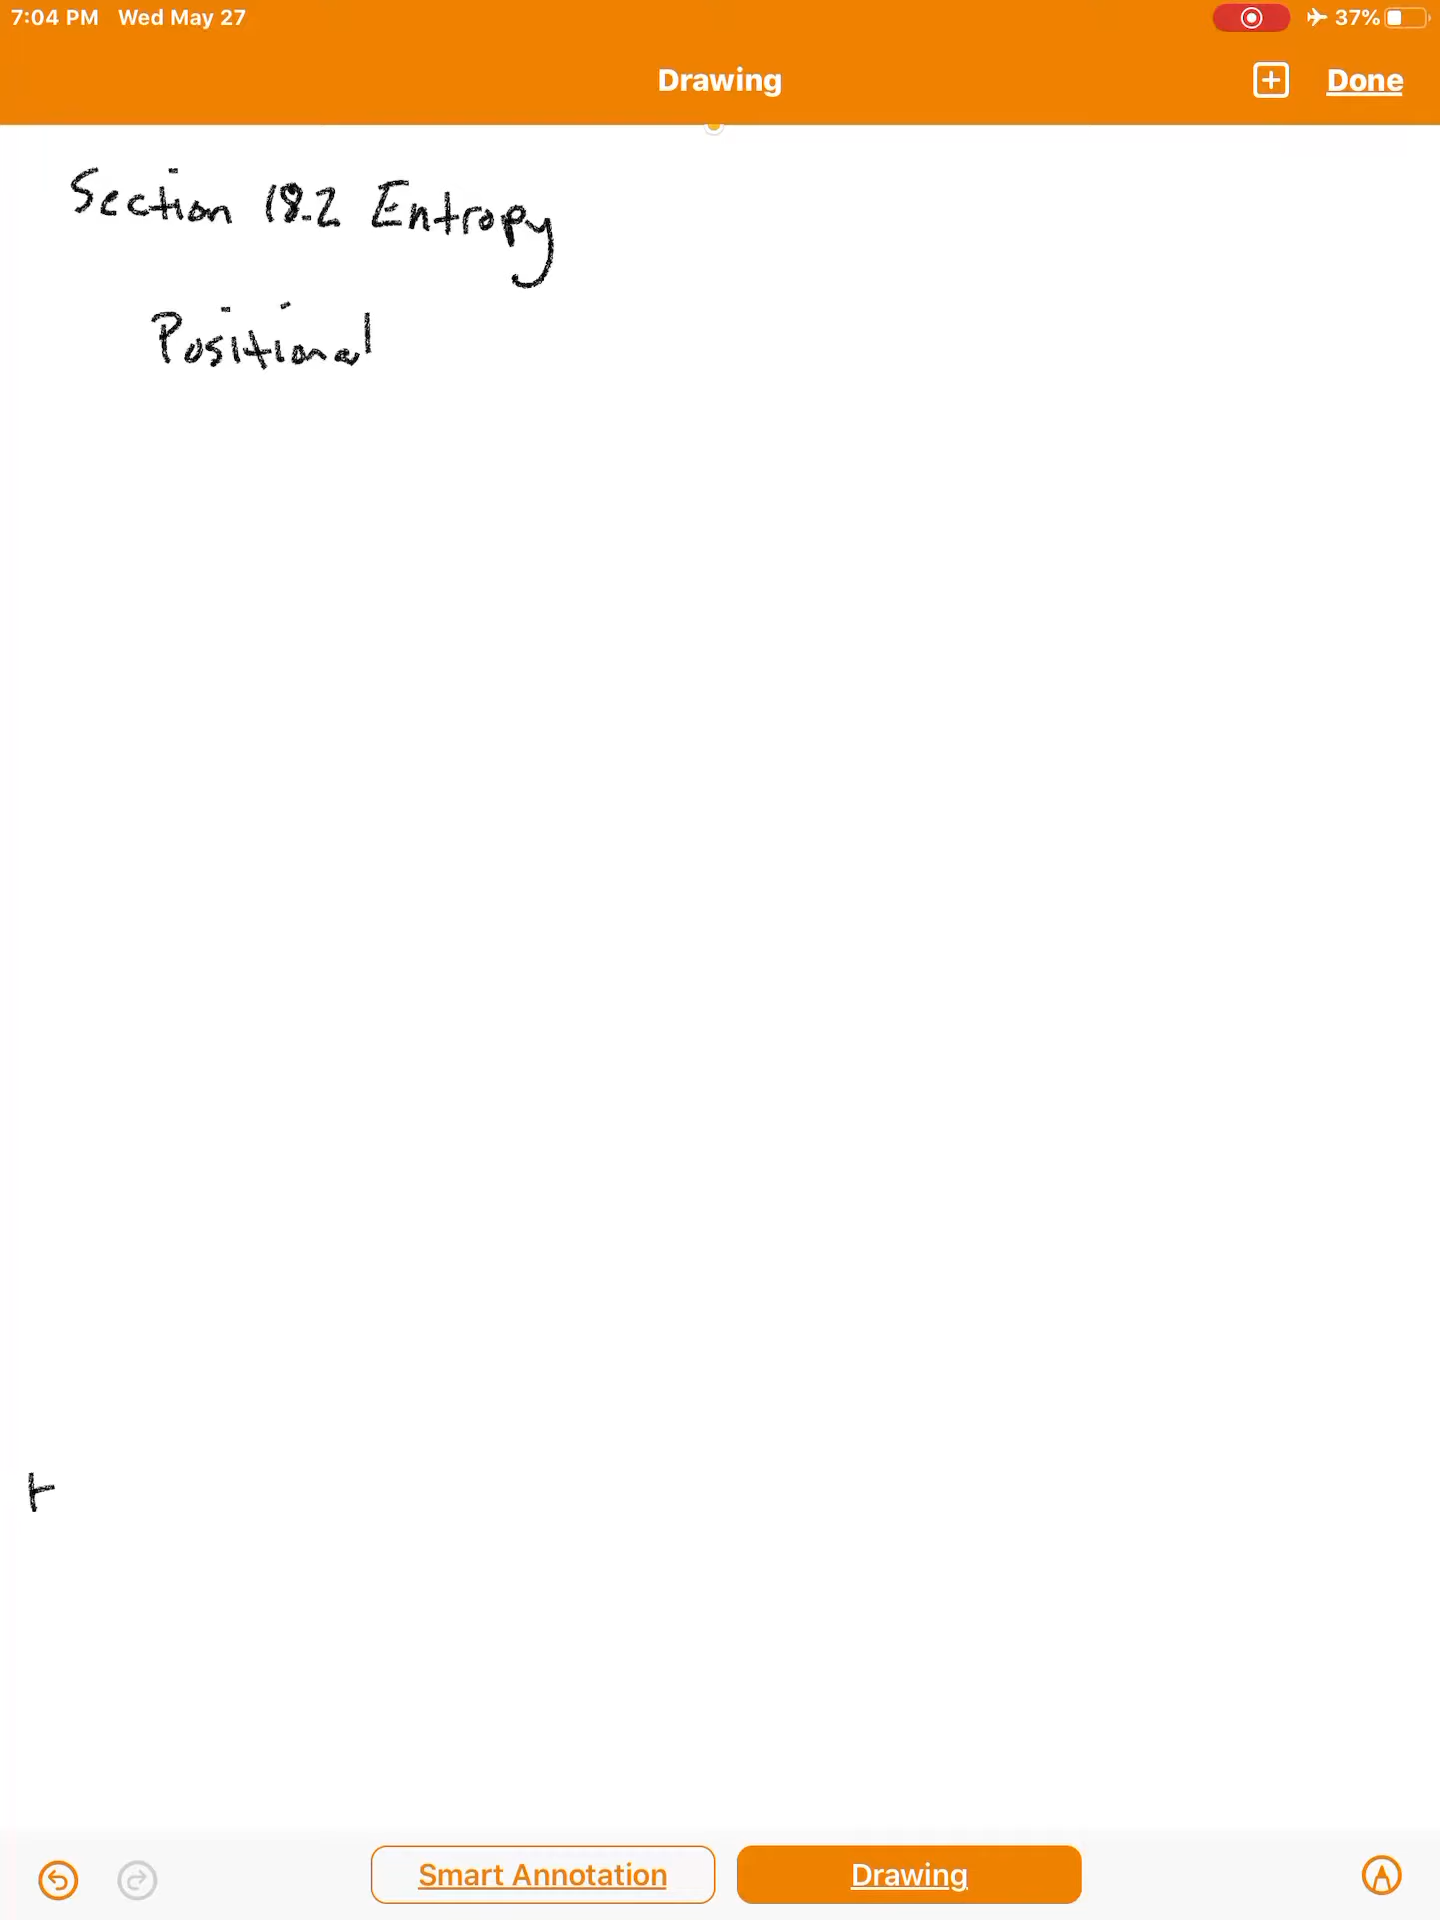 7:04 PM Wed May 27
37%
Drawing
Done
Section 18.2 Entropy
Positional
Smart Annotation
Drawing